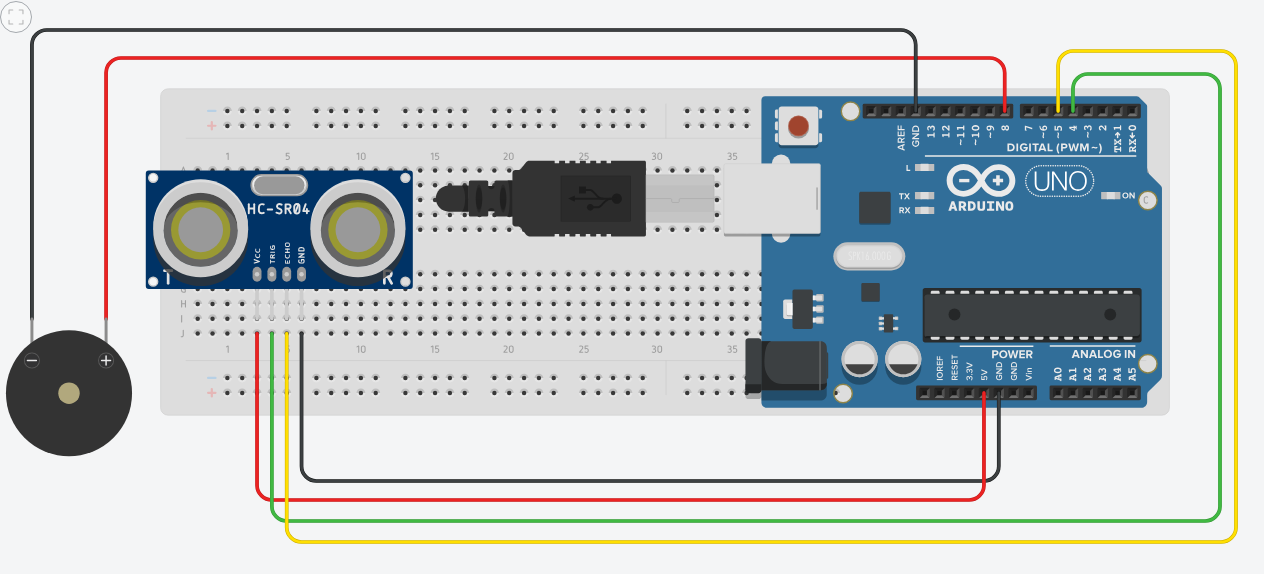 1 5 10 15 20 25 30 35
HC-SR04
Vcc TRIG ECHO GND
T R
H
I
J
1 5 10 15 20 25 30 35
AREF GND 13 12 ~11 ~10 ~9 8 7 ~6 ~5 4 ~3 2 TX→1 RX←0
DIGITAL (PWM ~)
L
TX
RX
UNO
ARDUINO
ON
POWER ANALOG IN
IOREF RESET 3.3V 5V GND GND Vin A0 A1 A2 A3 A4 A5